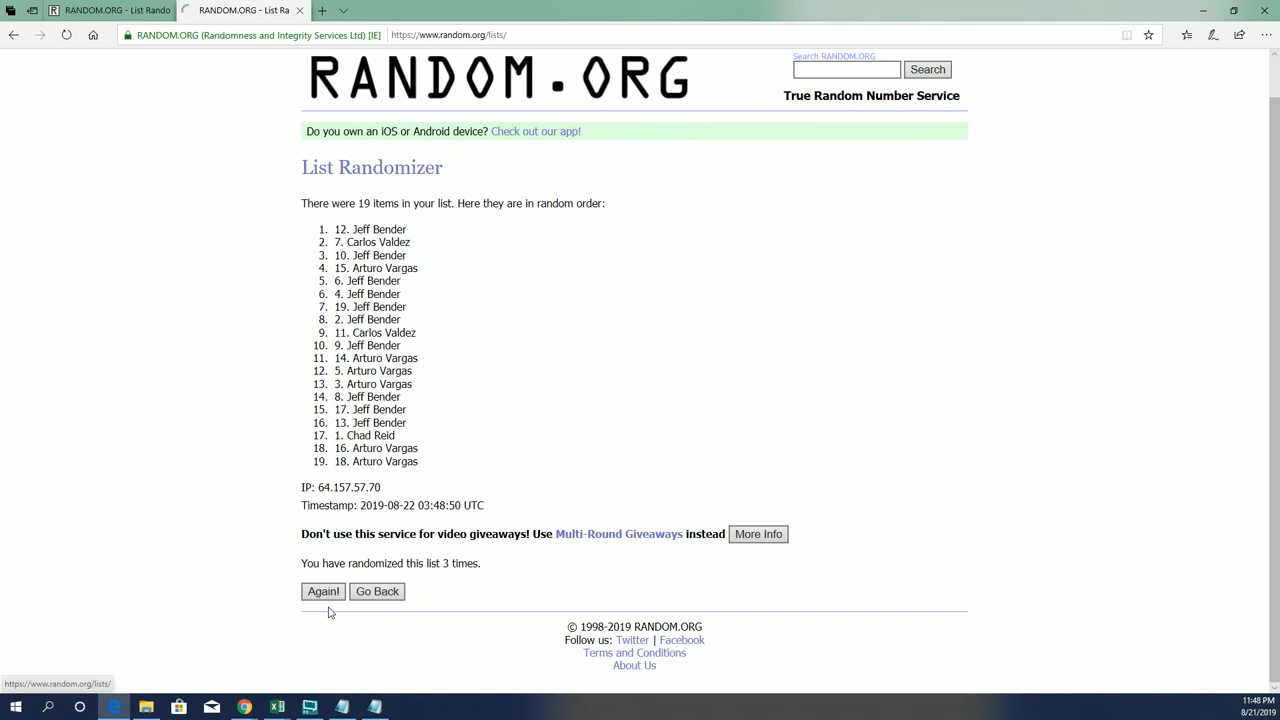 RANDOM.ORG - List Rando
RANDOM.ORG - List Ra
RANDOM.ORG (Randomness and Integrity Services Ltd) [IE]
https://www.random.org/lists/
RANDOM.ORG
Search RANDOM.ORG
Search
True Random Number Service
Do you own an iOS or Android device? Check out our app!
List Randomizer
There were 19 items in your list. Here they are in random order:
1. 12. Jeff Bender
2. 7. Carlos Valdez
3. 10. Jeff Bender
4. 15. Arturo Vargas
5. 6. Jeff Bender
6. 4. Jeff Bender
7. 19. Jeff Bender
8. 2. Jeff Bender
9. 11. Carlos Valdez
10. 9. Jeff Bender
11. 14. Arturo Vargas
12. 5. Arturo Vargas
13. 3. Arturo Vargas
14. 8. Jeff Bender
15. 17. Jeff Bender
16. 13. Jeff Bender
17. 1. Chad Reid
18. 16. Arturo Vargas
19. 18. Arturo Vargas
IP: 64.157.57.70
Timestamp: 2019-08-22 03:48:50 UTC
Don't use this service for video giveaways! Use Multi-Round Giveaways instead More Info
You have randomized this list 3 times.
Again! Go Back
© 1998-2019 RANDOM.ORG
Follow us: Twitter | Facebook
Terms and Conditions
About Us
https://www.random.org/lists/
11:48 PM
8/21/2019